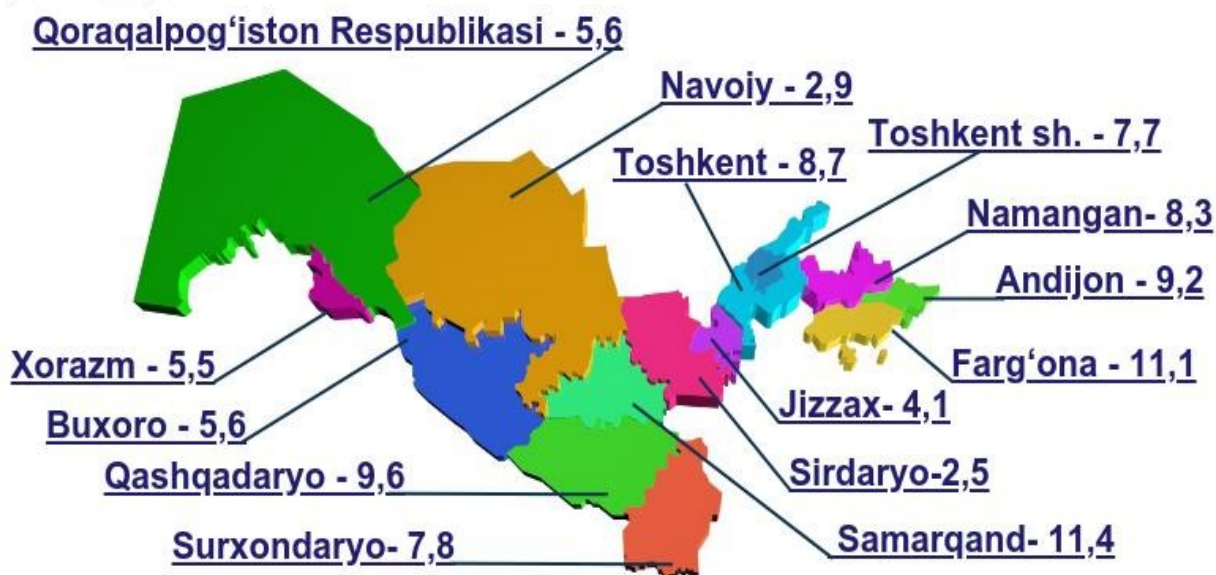 Qoraqalpog‘iston Respublikasi - 5,6
Navoiy - 2,9
Toshkent sh. - 7,7
Toshkent - 8,7
Namangan- 8,3
Andijon - 9,2
Xorazm - 5,5
Farg‘ona - 11,1
Jizzax- 4,1
Buxoro - 5,6
Qashqadaryo - 9,6
Sirdaryo-2,5
Surxondaryo- 7,8
Samarqand- 11,4